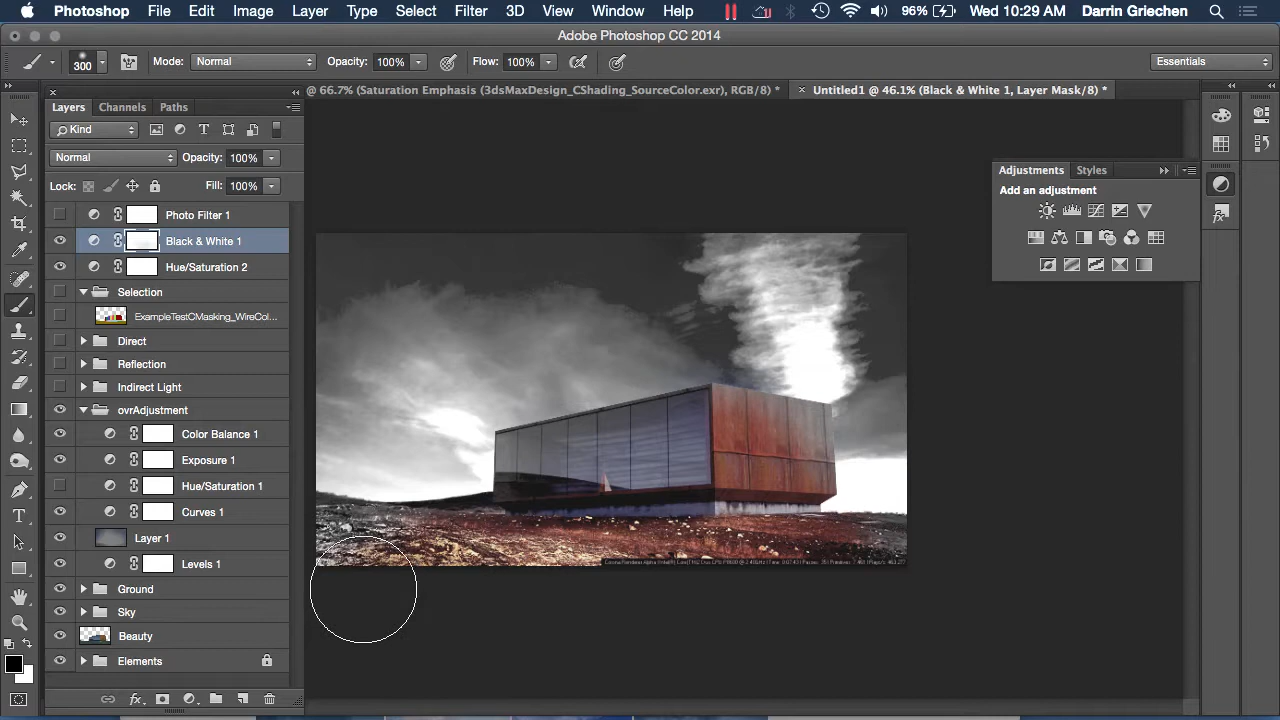 Photoshop File Edit Image Layer Type Select Filter 3D View Window Help 96% Wed 10:29 AM Darrin Griechen
Adobe Photoshop CC 2014
300 Mode: Normal Opacity: 100% Flow: 100% Essentials
@ 66.7% (Saturation Emphasis (3dsMaxDesign_CShading_SourceColor.exr), RGB/8) * Untitled1 @ 46.1% (Black & White 1, Layer Mask/8) *
Layers Channels Paths
Kind
Normal Opacity: 100%
Lock: Fill: 100%
Photo Filter 1
Black & White 1
Hue/Saturation 2
Selection
ExampleTestCMasking_WireCol...
Direct
Reflection
Indirect Light
ovrAdjustment
Color Balance 1
Exposure 1
Hue/Saturation 1
Curves 1
Layer 1
Levels 1
Ground
Sky
Beauty
Elements
fx
Adjustments Styles
Add an adjustment